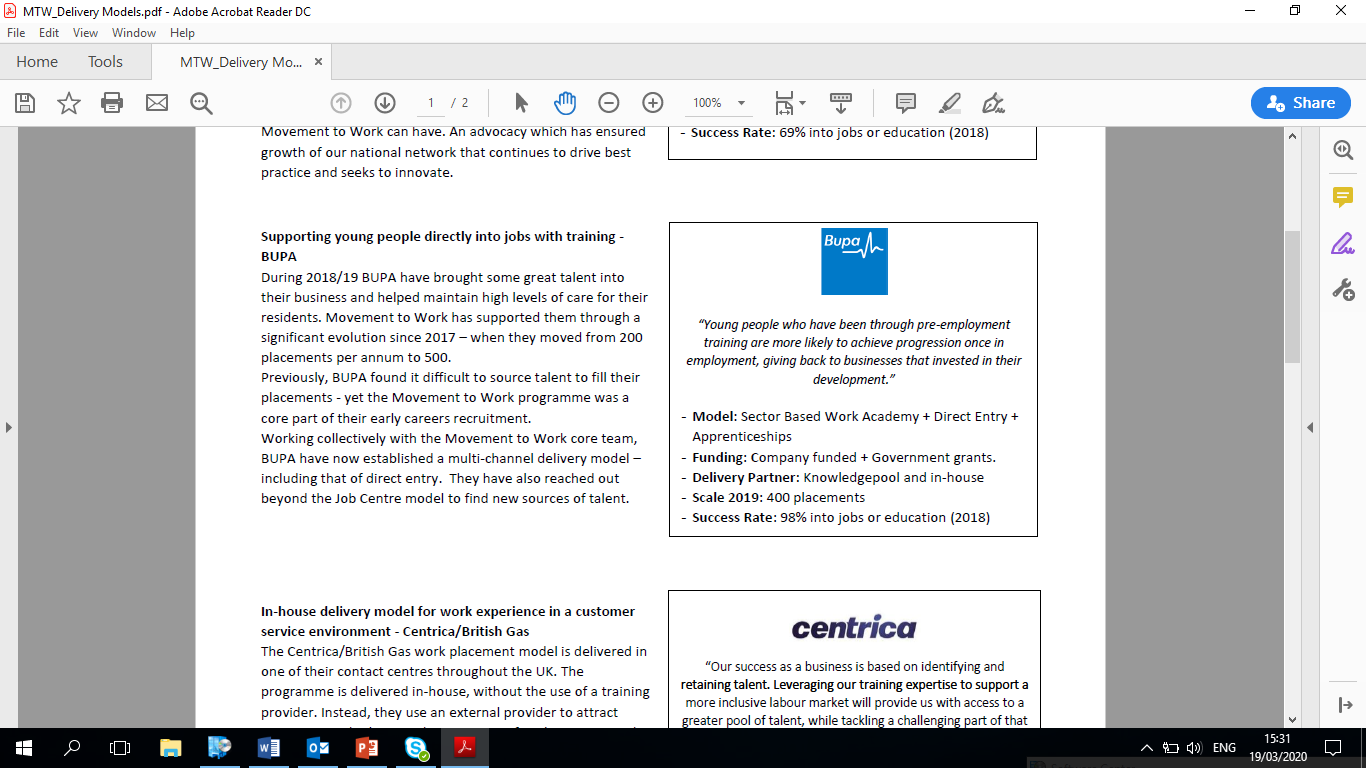 MTW_Delivery Models.pdf - Adobe Acrobat Reader DC
File Edit View Window Help
Home Tools MTW_Delivery Mo... ×
1 / 2 100% Share
Movement to Work can have. An advocacy which has ensured
growth of our national network that continues to drive best
practice and seeks to innovate.
- Success Rate: 69% into jobs or education (2018)
Supporting young people directly into jobs with training -
BUPA
During 2018/19 BUPA have brought some great talent into
their business and helped maintain high levels of care for their
residents. Movement to Work has supported them through a
significant evolution since 2017 – when they moved from 200
placements per annum to 500.
Previously, BUPA found it difficult to source talent to fill their
placements - yet the Movement to Work programme was a
core part of their early careers recruitment.
Working collectively with the Movement to Work core team,
BUPA have now established a multi-channel delivery model –
including that of direct entry. They have also reached out
beyond the Job Centre model to find new sources of talent.
Bupa
“Young people who have been through pre-employment
training are more likely to achieve progression once in
employment, giving back to businesses that invested in their
development.”
- Model: Sector Based Work Academy + Direct Entry +
Apprenticeships
- Funding: Company funded + Government grants.
- Delivery Partner: Knowledgepool and in-house
- Scale 2019: 400 placements
- Success Rate: 98% into jobs or education (2018)
In-house delivery model for work experience in a customer
service environment - Centrica/British Gas
The Centrica/British Gas work placement model is delivered in
one of their contact centres throughout the UK. The
programme is delivered in-house, without the use of a training
provider. Instead, they use an external provider to attract
centrica
“Our success as a business is based on identifying and
retaining talent. Leveraging our training expertise to support a
more inclusive labour market will provide us with access to a
greater pool of talent, while tackling a challenging part of that
ENG
15:31
19/03/2020